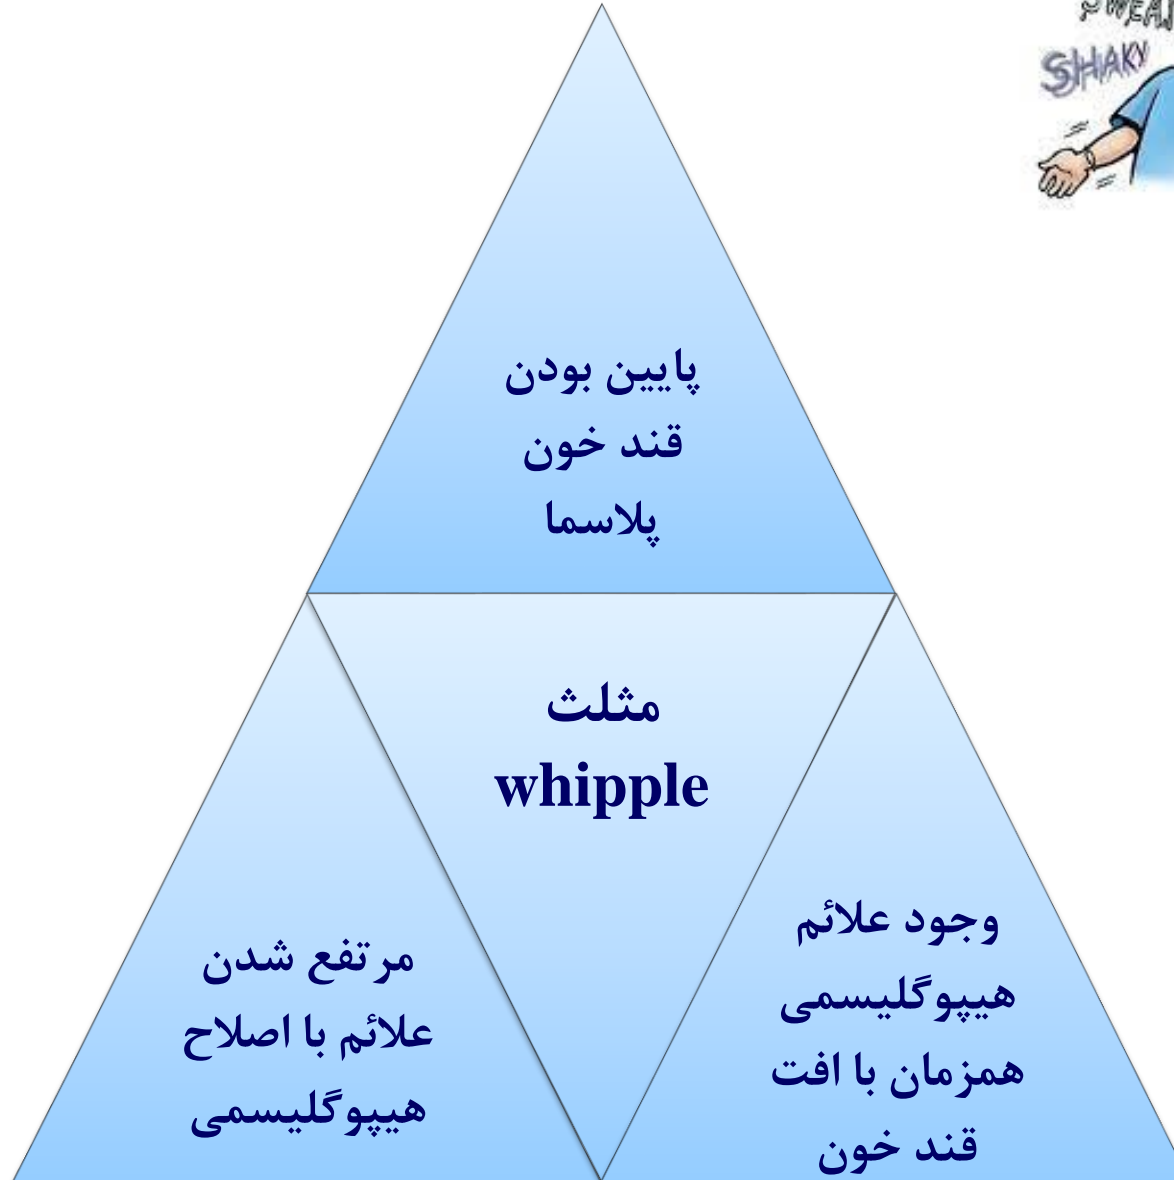 SHAKY
پایین بودن
قند خون
پلاسما
مثلث
whipple
وجود علائم
هیپوگلیسمی
همزمان با افت
قند خون
مرتفع شدن
علائم با اصلاح
هیپوگلیسمی